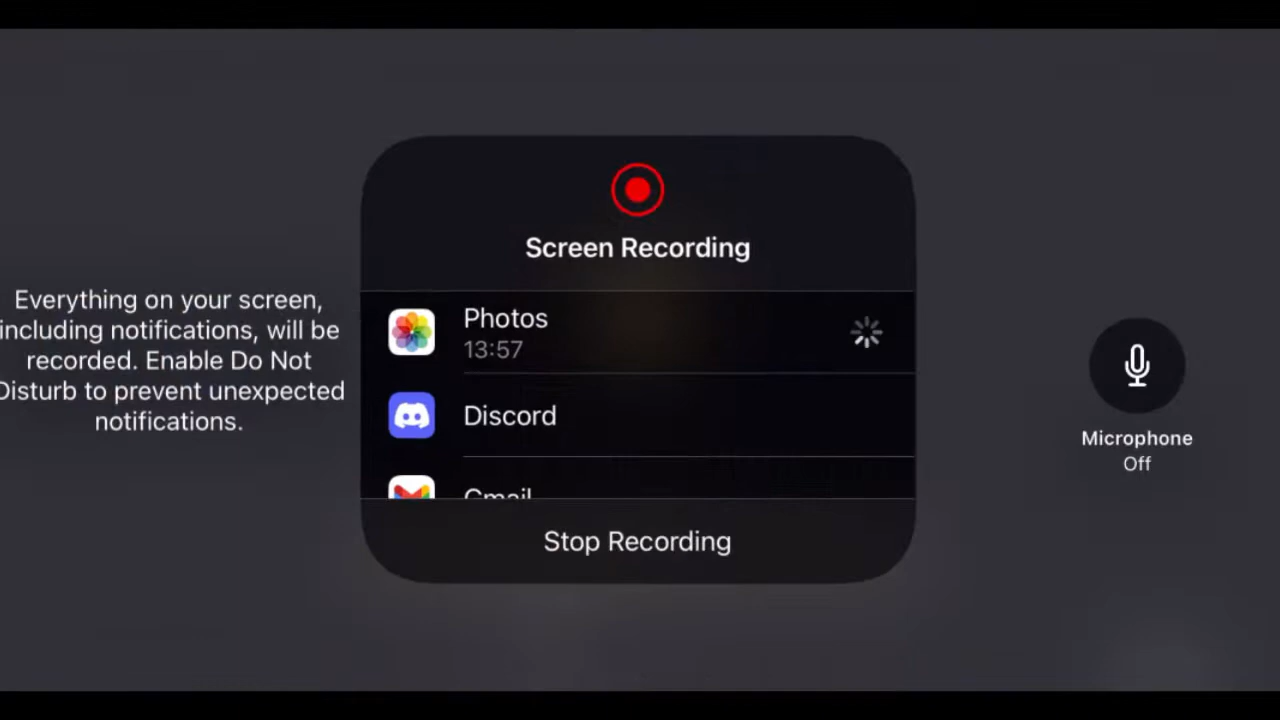 Screen Recording
Everything on your screen,
including notifications, will be
recorded. Enable Do Not
Disturb to prevent unexpected
notifications.
Photos
13:57
Discord
Gmail
Stop Recording
Microphone
Off